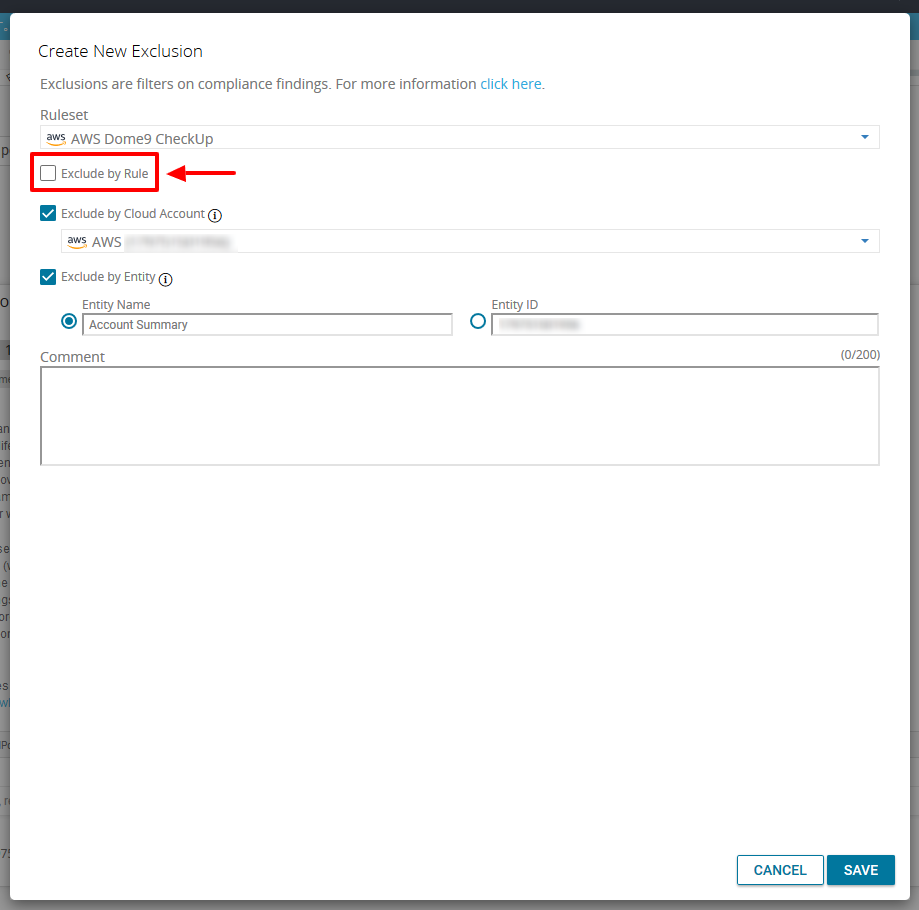 Create New Exclusion
Exclusions are filters on compliance findings. For more information click here.
Ruleset
aws AWS Dome9 CheckUp
Exclude by Rule
Exclude by Cloud Account
aws AWS
Exclude by Entity
Entity Name Entity ID
Account Summary
Comment (0/200)
CANCEL SAVE